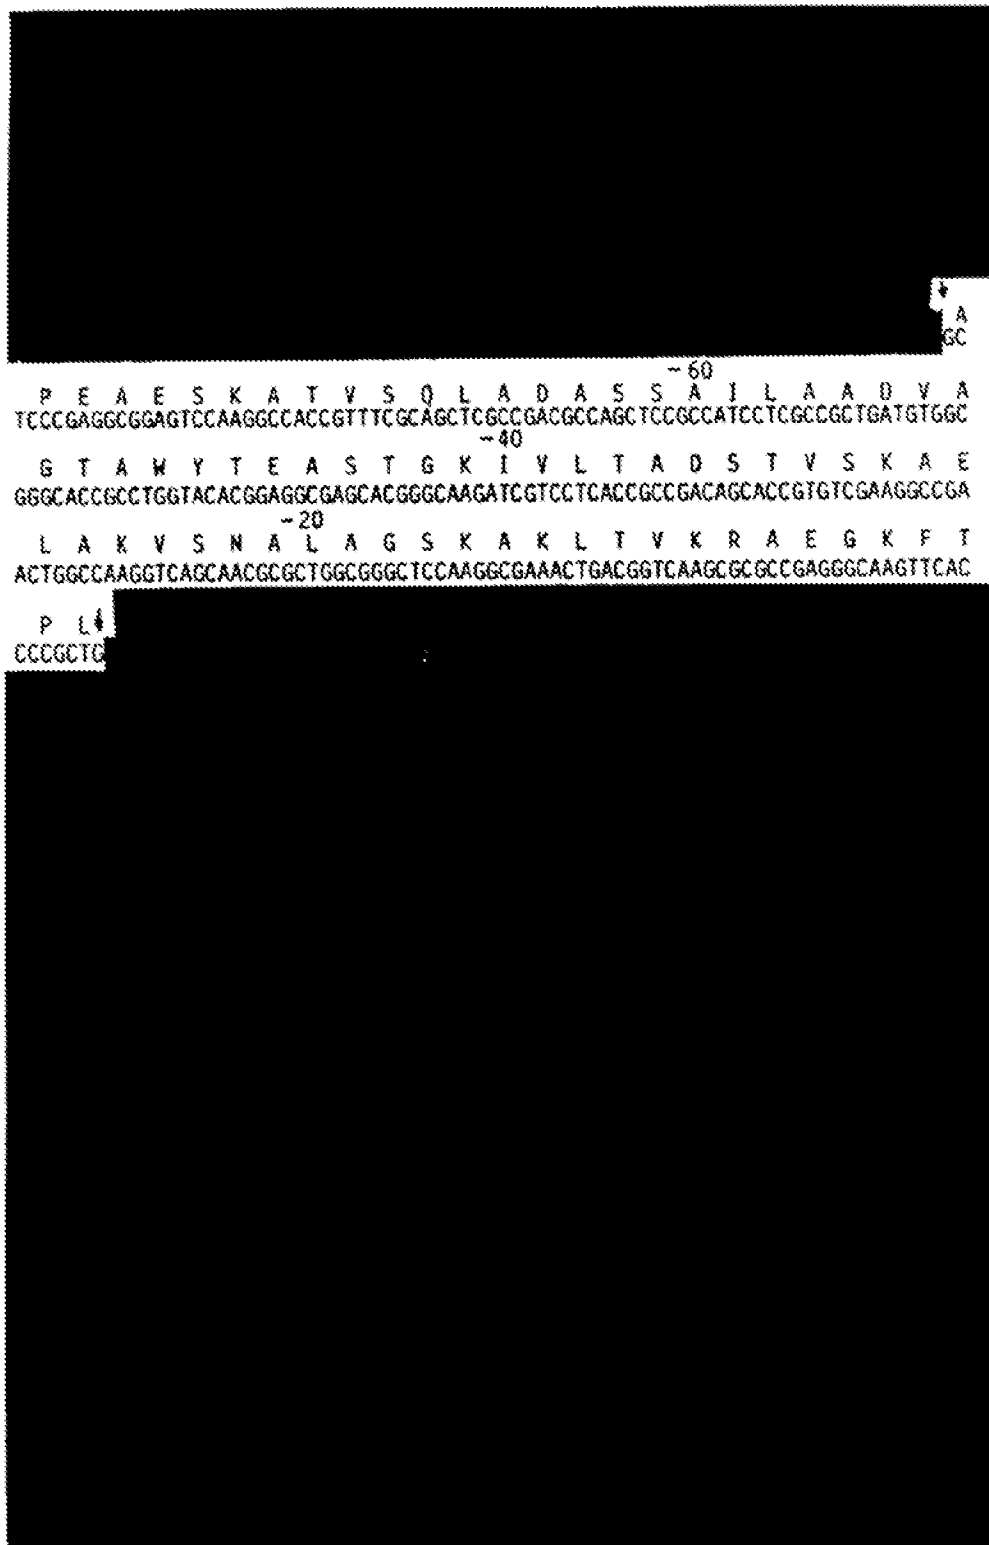 A
GC
-60
P E A E S K A T V S Q L A D A S S A I L A A D V A
TCCCGAGGCGGAGTCCAAGGCCACCGTTTCGCAGCTCGCCGACGCCAGCTCCGCCATCCTCGCCGCTGATGTGGC
-40
G T A W Y T E A S T G K I V L T A D S T V S K A E
GGGCACCGCCTGGTACACGGAGGCGAGCACGGGCAAGATCGTCCTCACCGCCGACAGCACCGTGTCGAAGGCCGA
-20
L A K V S N A L A G S K A K L T V K R A E G K F T
ACTGGCCAAGGTCAGCAACGCGCTGGCGGGCTCCAAGGCGAAACTGACGGTCAAGCGCGCCGAGGGCAAGTTCAC
P L
CCCGCTG